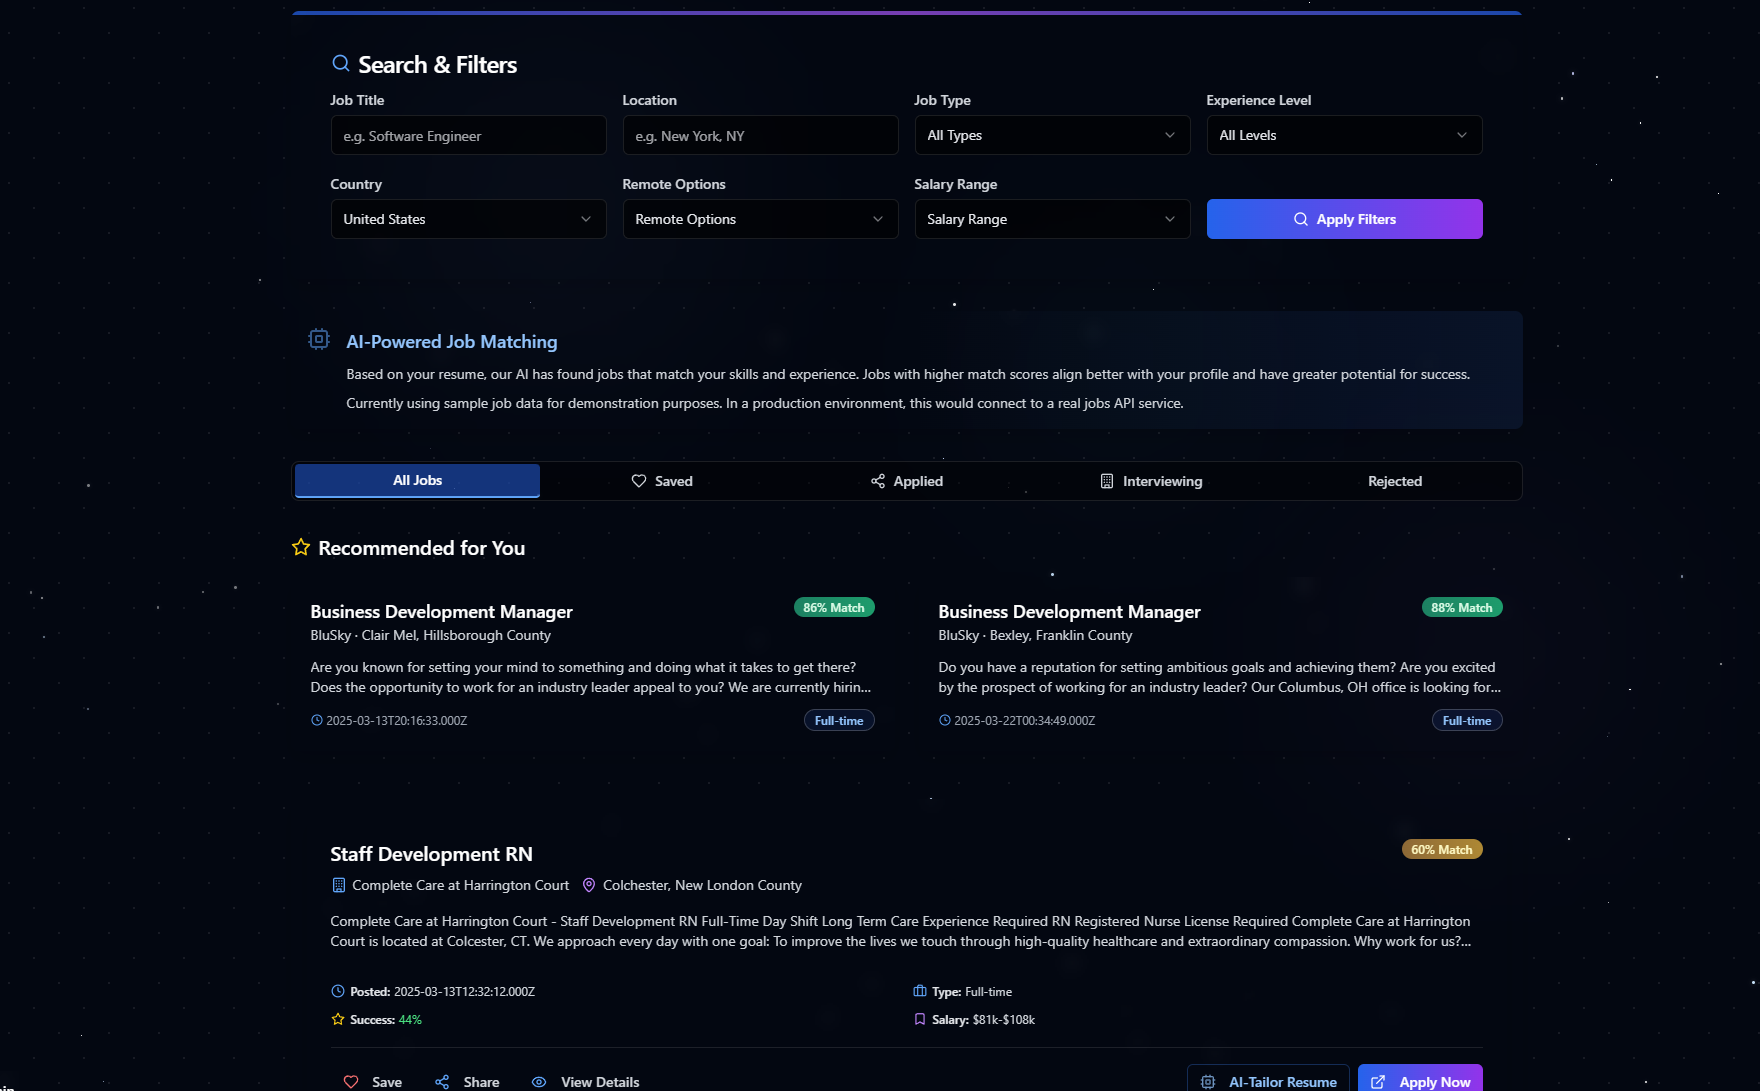 Search & Filters
Job Title
Location
Job Type
Experience Level
e.g. Software Engineer
e.g. New York, NY
All Types
All Levels
Country
Remote Options
Salary Range
United States
Remote Options
Salary Range
Apply Filters
AI-Powered Job Matching
Based on your resume, our AI has found jobs that match your skills and experience. Jobs with higher match scores align better with your profile and have greater potential for success.
Currently using sample job data for demonstration purposes. In a production environment, this would connect to a real jobs API service.
All Jobs
Saved
Applied
Interviewing
Rejected
Recommended for You
Business Development Manager
86% Match
BluSky · Clair Mel, Hillsborough County
Are you known for setting your mind to something and doing what it takes to get there?
Does the opportunity to work for an industry leader appeal to you? We are currently hirin...
2025-03-13T20:16:33.000Z
Full-time
Business Development Manager
88% Match
BluSky · Bexley, Franklin County
Do you have a reputation for setting ambitious goals and achieving them? Are you excited
by the prospect of working for an industry leader? Our Columbus, OH office is looking for...
2025-03-22T00:34:49.000Z
Full-time
Staff Development RN
60% Match
Complete Care at Harrington Court
Colchester, New London County
Complete Care at Harrington Court - Staff Development RN Full-Time Day Shift Long Term Care Experience Required RN Registered Nurse License Required Complete Care at Harrington
Court is located at Colcester, CT. We approach every day with one goal: To improve the lives we touch through high-quality healthcare and extraordinary compassion. Why work for us?...
Posted: 2025-03-13T12:32:12.000Z
Type: Full-time
Success: 44%
Salary: $81k-$108k
Save
Share
View Details
AI-Tailor Resume
Apply Now